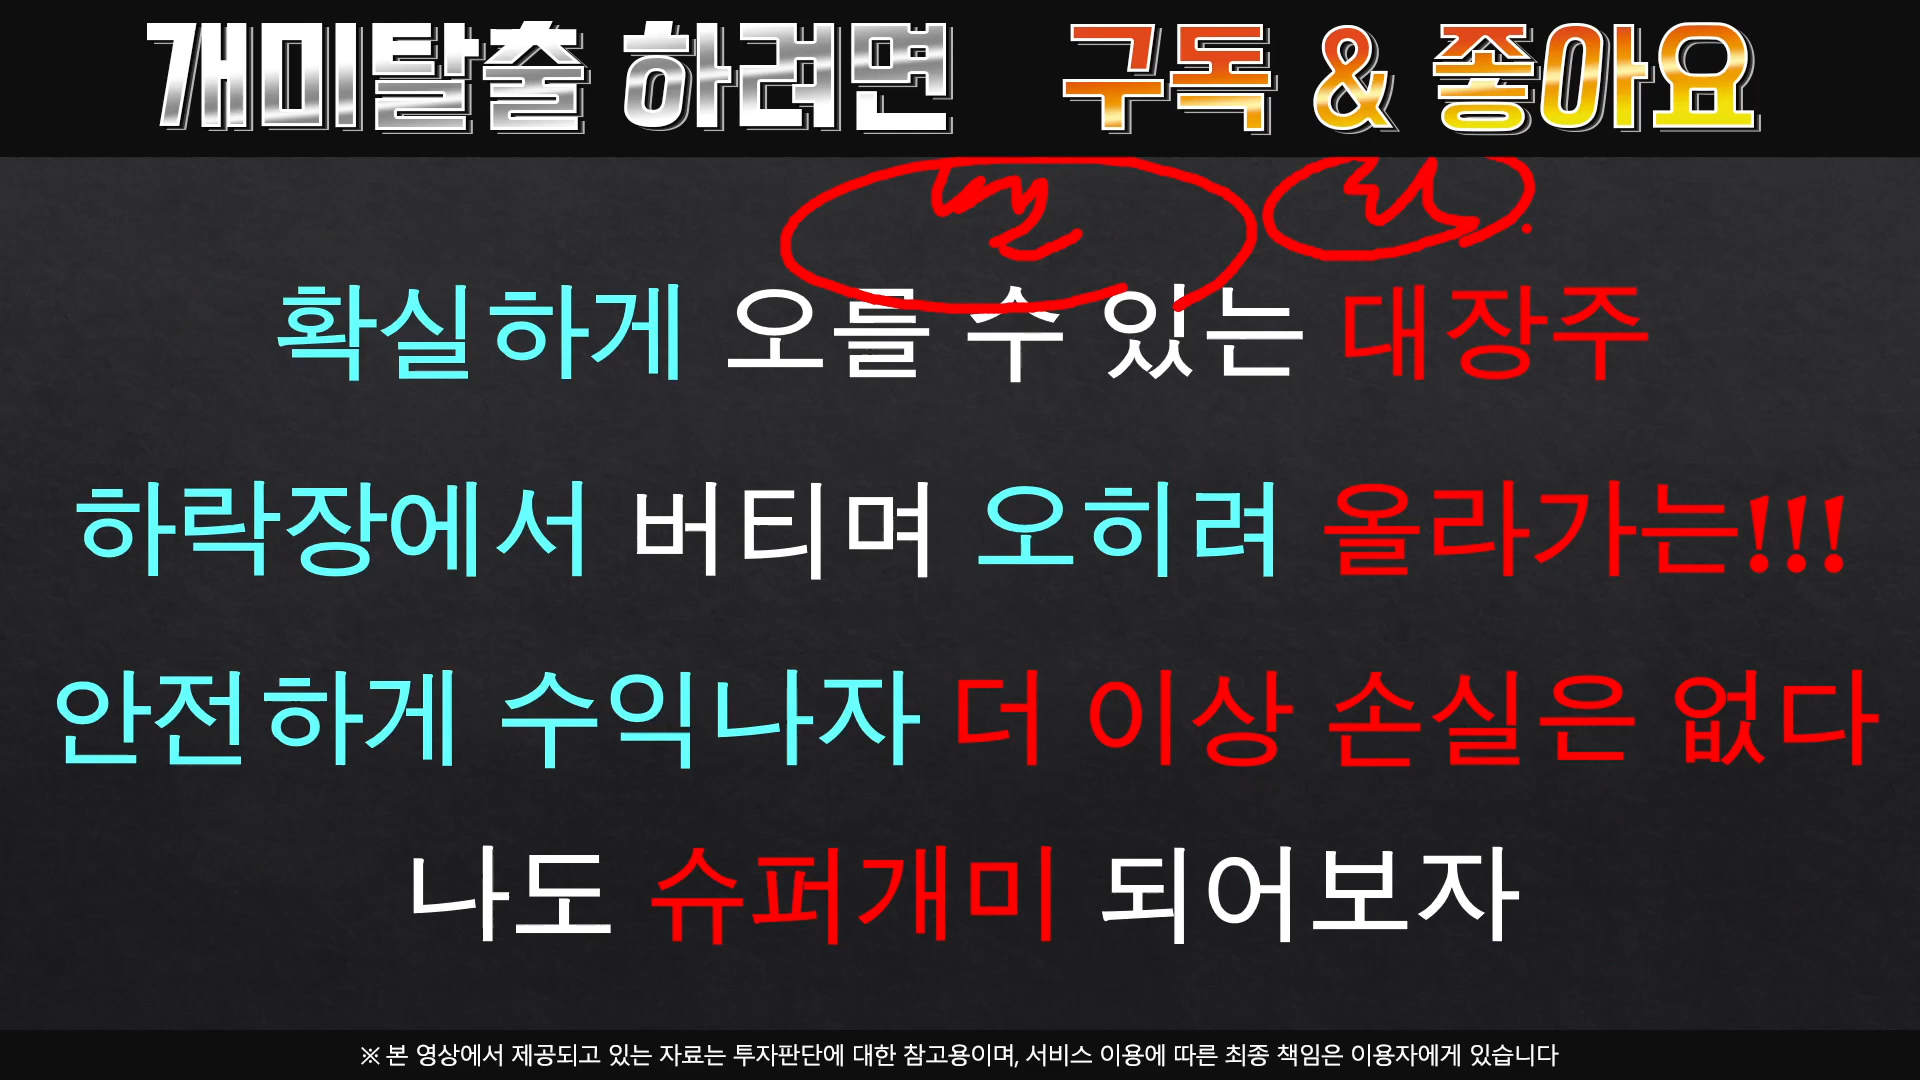 개미탈출 하려면 구독 & 좋아요
확실하게 오를 수 있는 대장주
하락장에서 버티며 오히려 올라가는!!!
안전하게 수익나자 더 이상 손실은 없다
나도 슈퍼개미 되어보자
※ 본 영상에서 제공되고 있는 자료는 투자판단에 대한 참고용이며, 서비스 이용에 따른 최종 책임은 이용자에게 있습니다